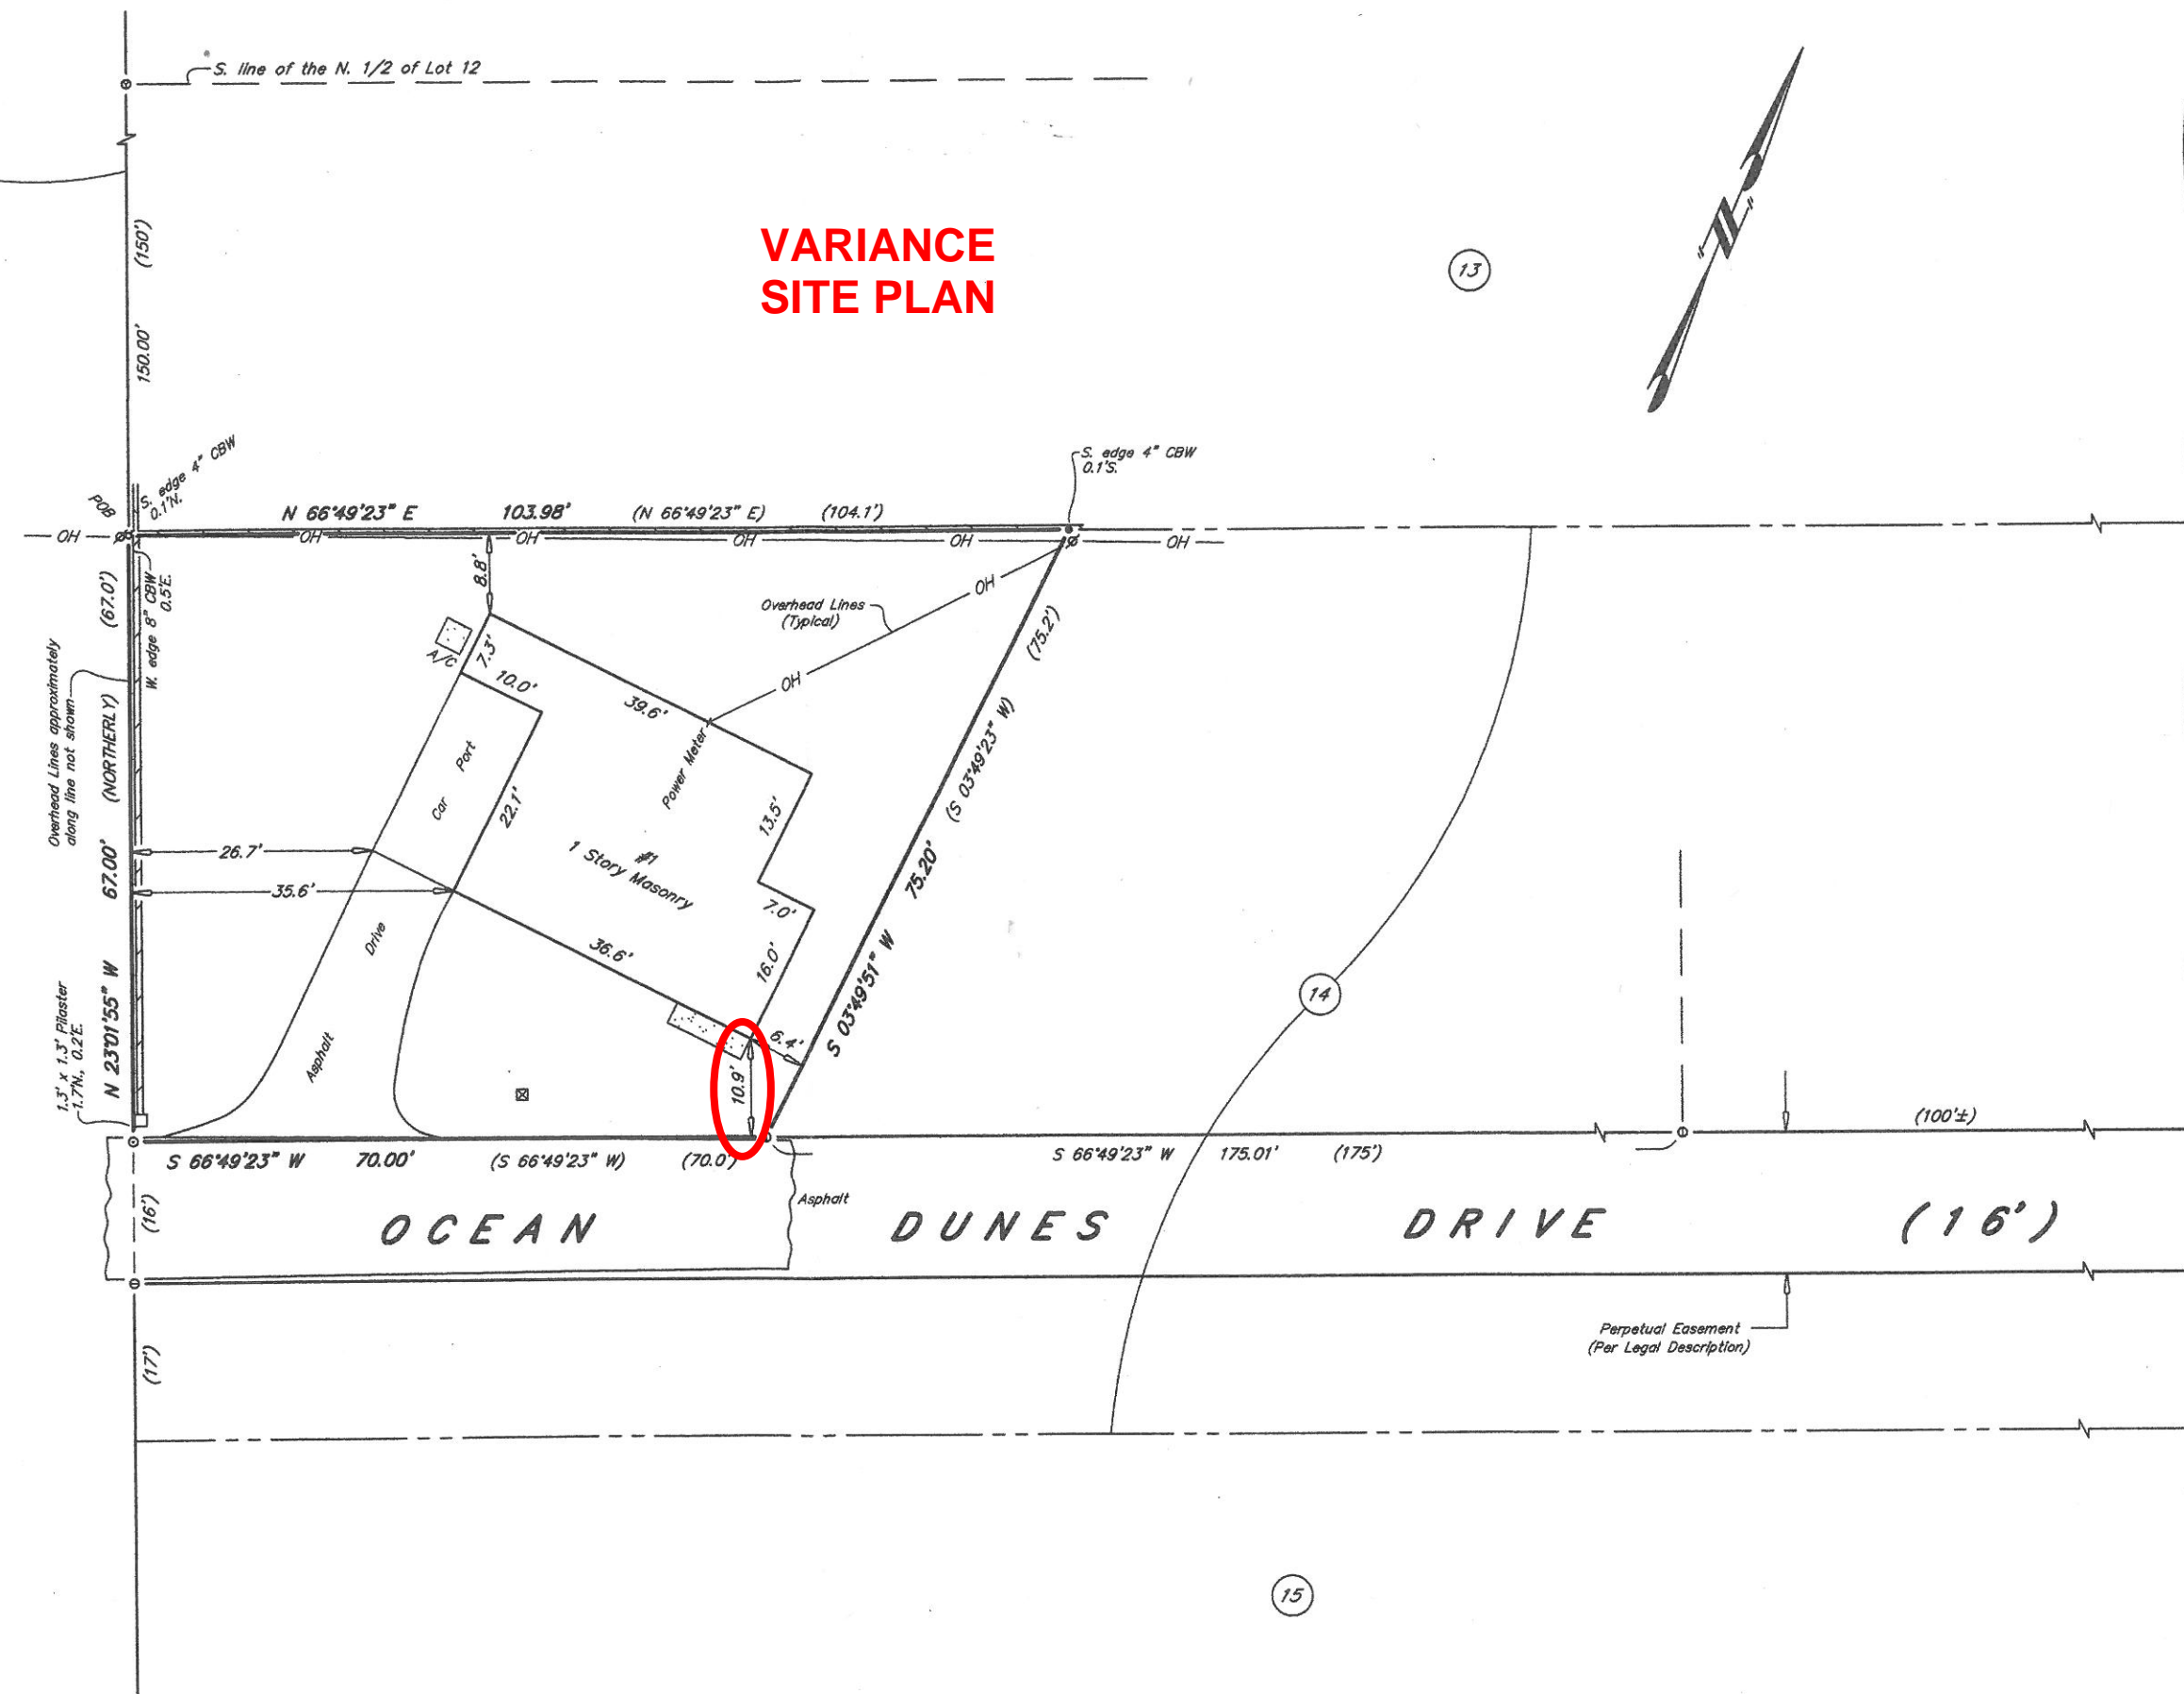 S. line of the N. 1/2 of Lot 12
VARIANCE
SITE PLAN
N
13
(150')
150.00'
S. edge 4" CBW
0.1'N.
POB
S. edge 4" CBW
0.1'S.
N 66°49'23" E 103.98' (N 66°49'23" E) (104.1')
OH OH OH OH OH OH
8.8'
OH
Overhead Lines
(Typical)
OH
(67.0')
W. edge 8" CBW
0.5'E.
Overhead Lines approximately
along line not shown
(NORTHERLY)
67.00'
N 23°01'55" W
1.3' x 1.3' Pilaster
1.7'N., 0.2'E.
A/C
7.3'
10.0'
39.6'
Power Meter
Car Port
22.1'
13.5'
#1
1 Story Masonry
7.0'
26.7'
35.6'
36.6'
16.0'
Drive
Asphalt
6.4'
10.9'
(75.2')
(S 03°49'23" W)
75.20'
S 03°49'51" W
14
(100'±)
S 66°49'23" W 70.00' (S 66°49'23" W) (70.0')
S 66°49'23" W 175.01' (175')
(16')
Asphalt
OCEAN DUNES DRIVE (16')
Perpetual Easement
(Per Legal Description)
(17')
15